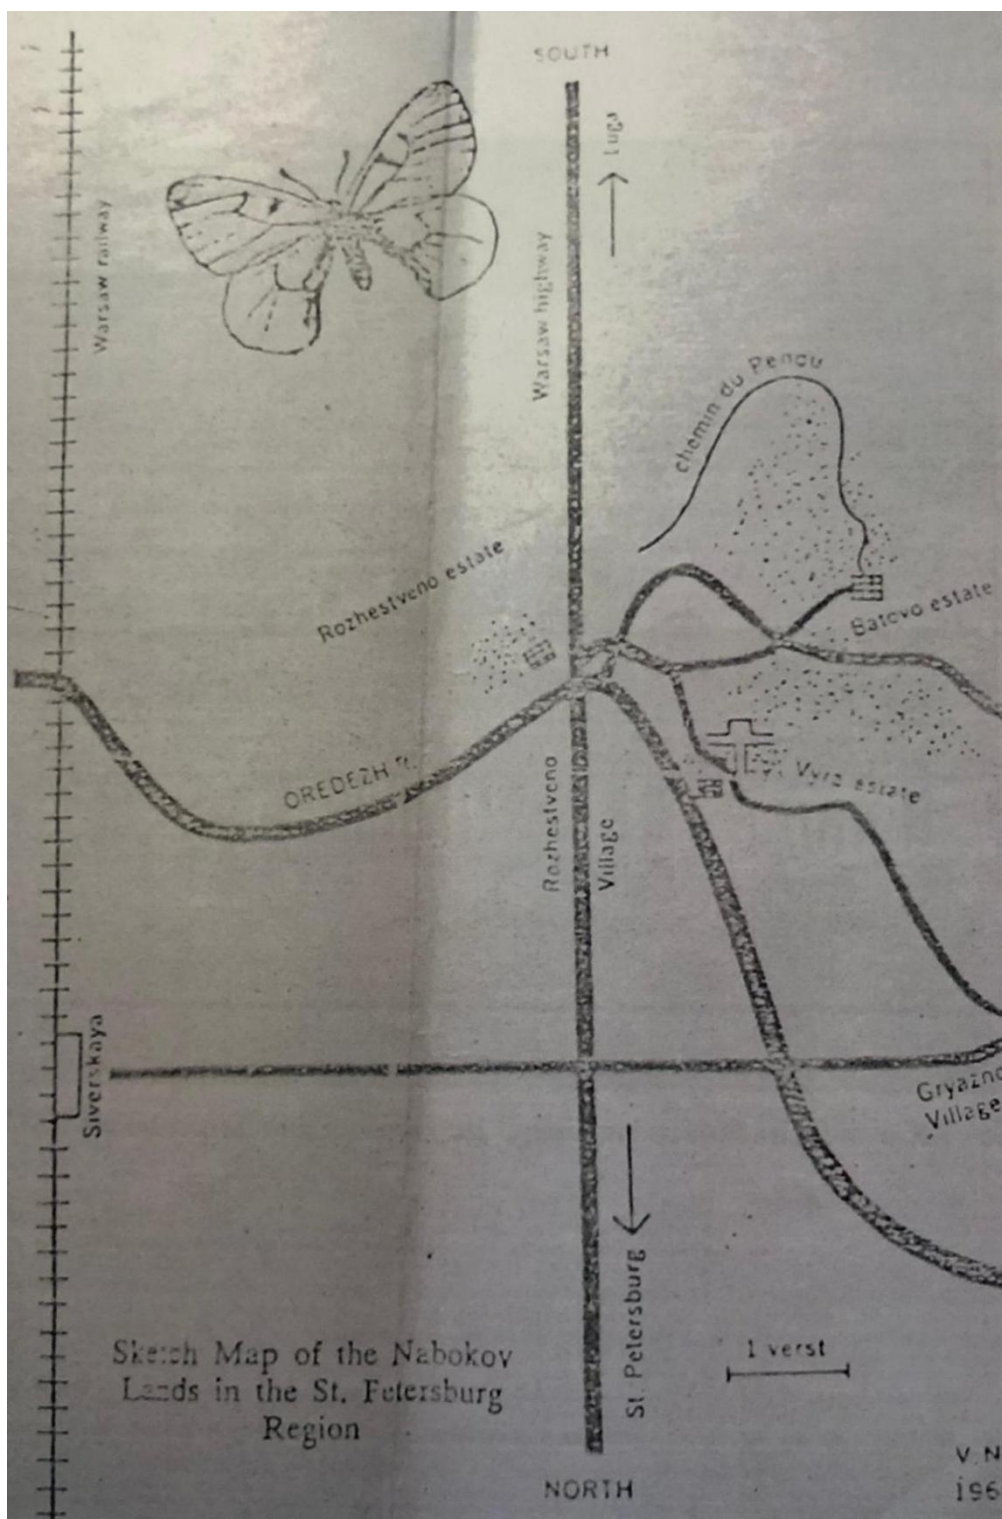 SOUTH
Luga
Warsaw railway
Warsaw highway
chemin du Pendu
Rozhestveno estate
Batovo estate
OREDEZH R.
Vyra estate
Rozhestveno
Village
Siverskaya
Gryazno
Village
St. Petersburg
1 verst
Sketch Map of the Nabokov
Lands in the St. Petersburg
Region
V. N
196
NORTH